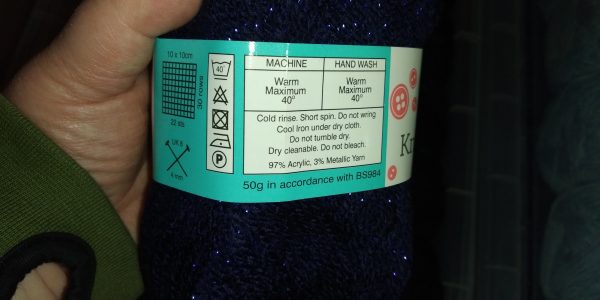 10 x 10cm
30 rows
22 sts
UK 8
4 mm
40°
P
MACHINE
HAND WASH
Warm
Maximum
40°
Warm
Maximum
40°
Cold rinse. Short spin. Do not wring
Cool Iron under dry cloth.
Do not tumble dry.
Dry cleanable. Do not bleach.
97% Acrylic, 3% Metallic Yarn
50g in accordance with BS984